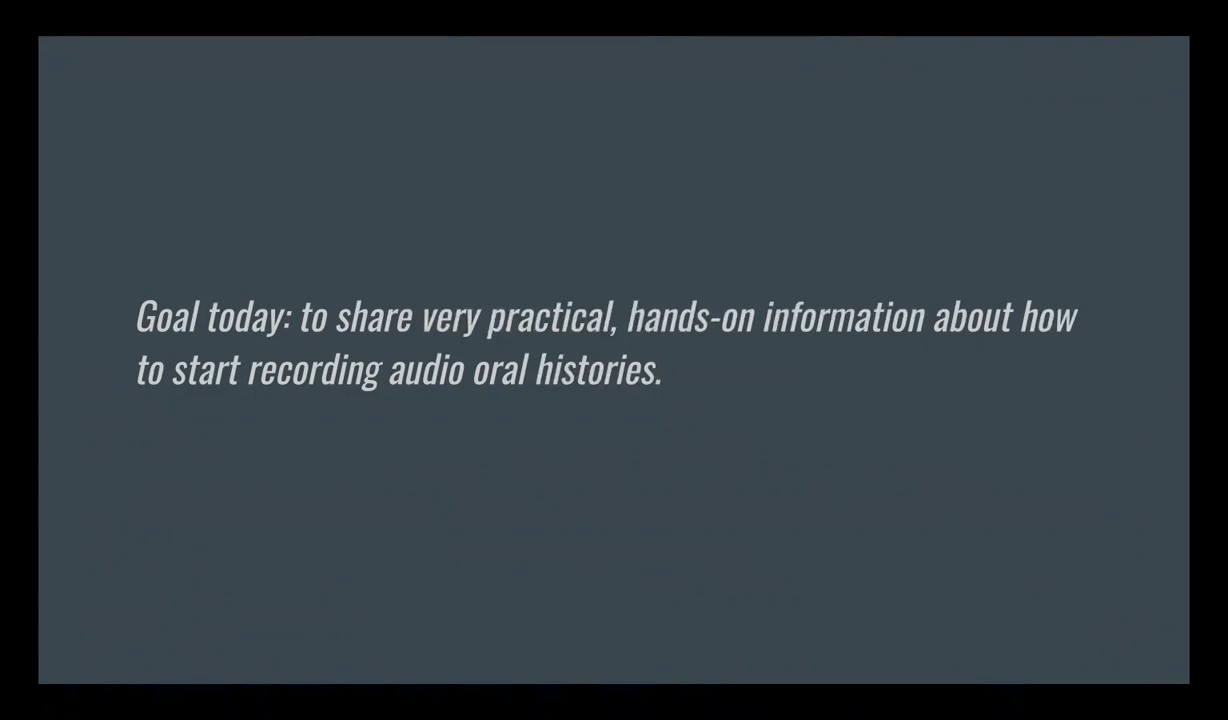 Goal today: to share very practical, hands-on information about how
to start recording audio oral histories.